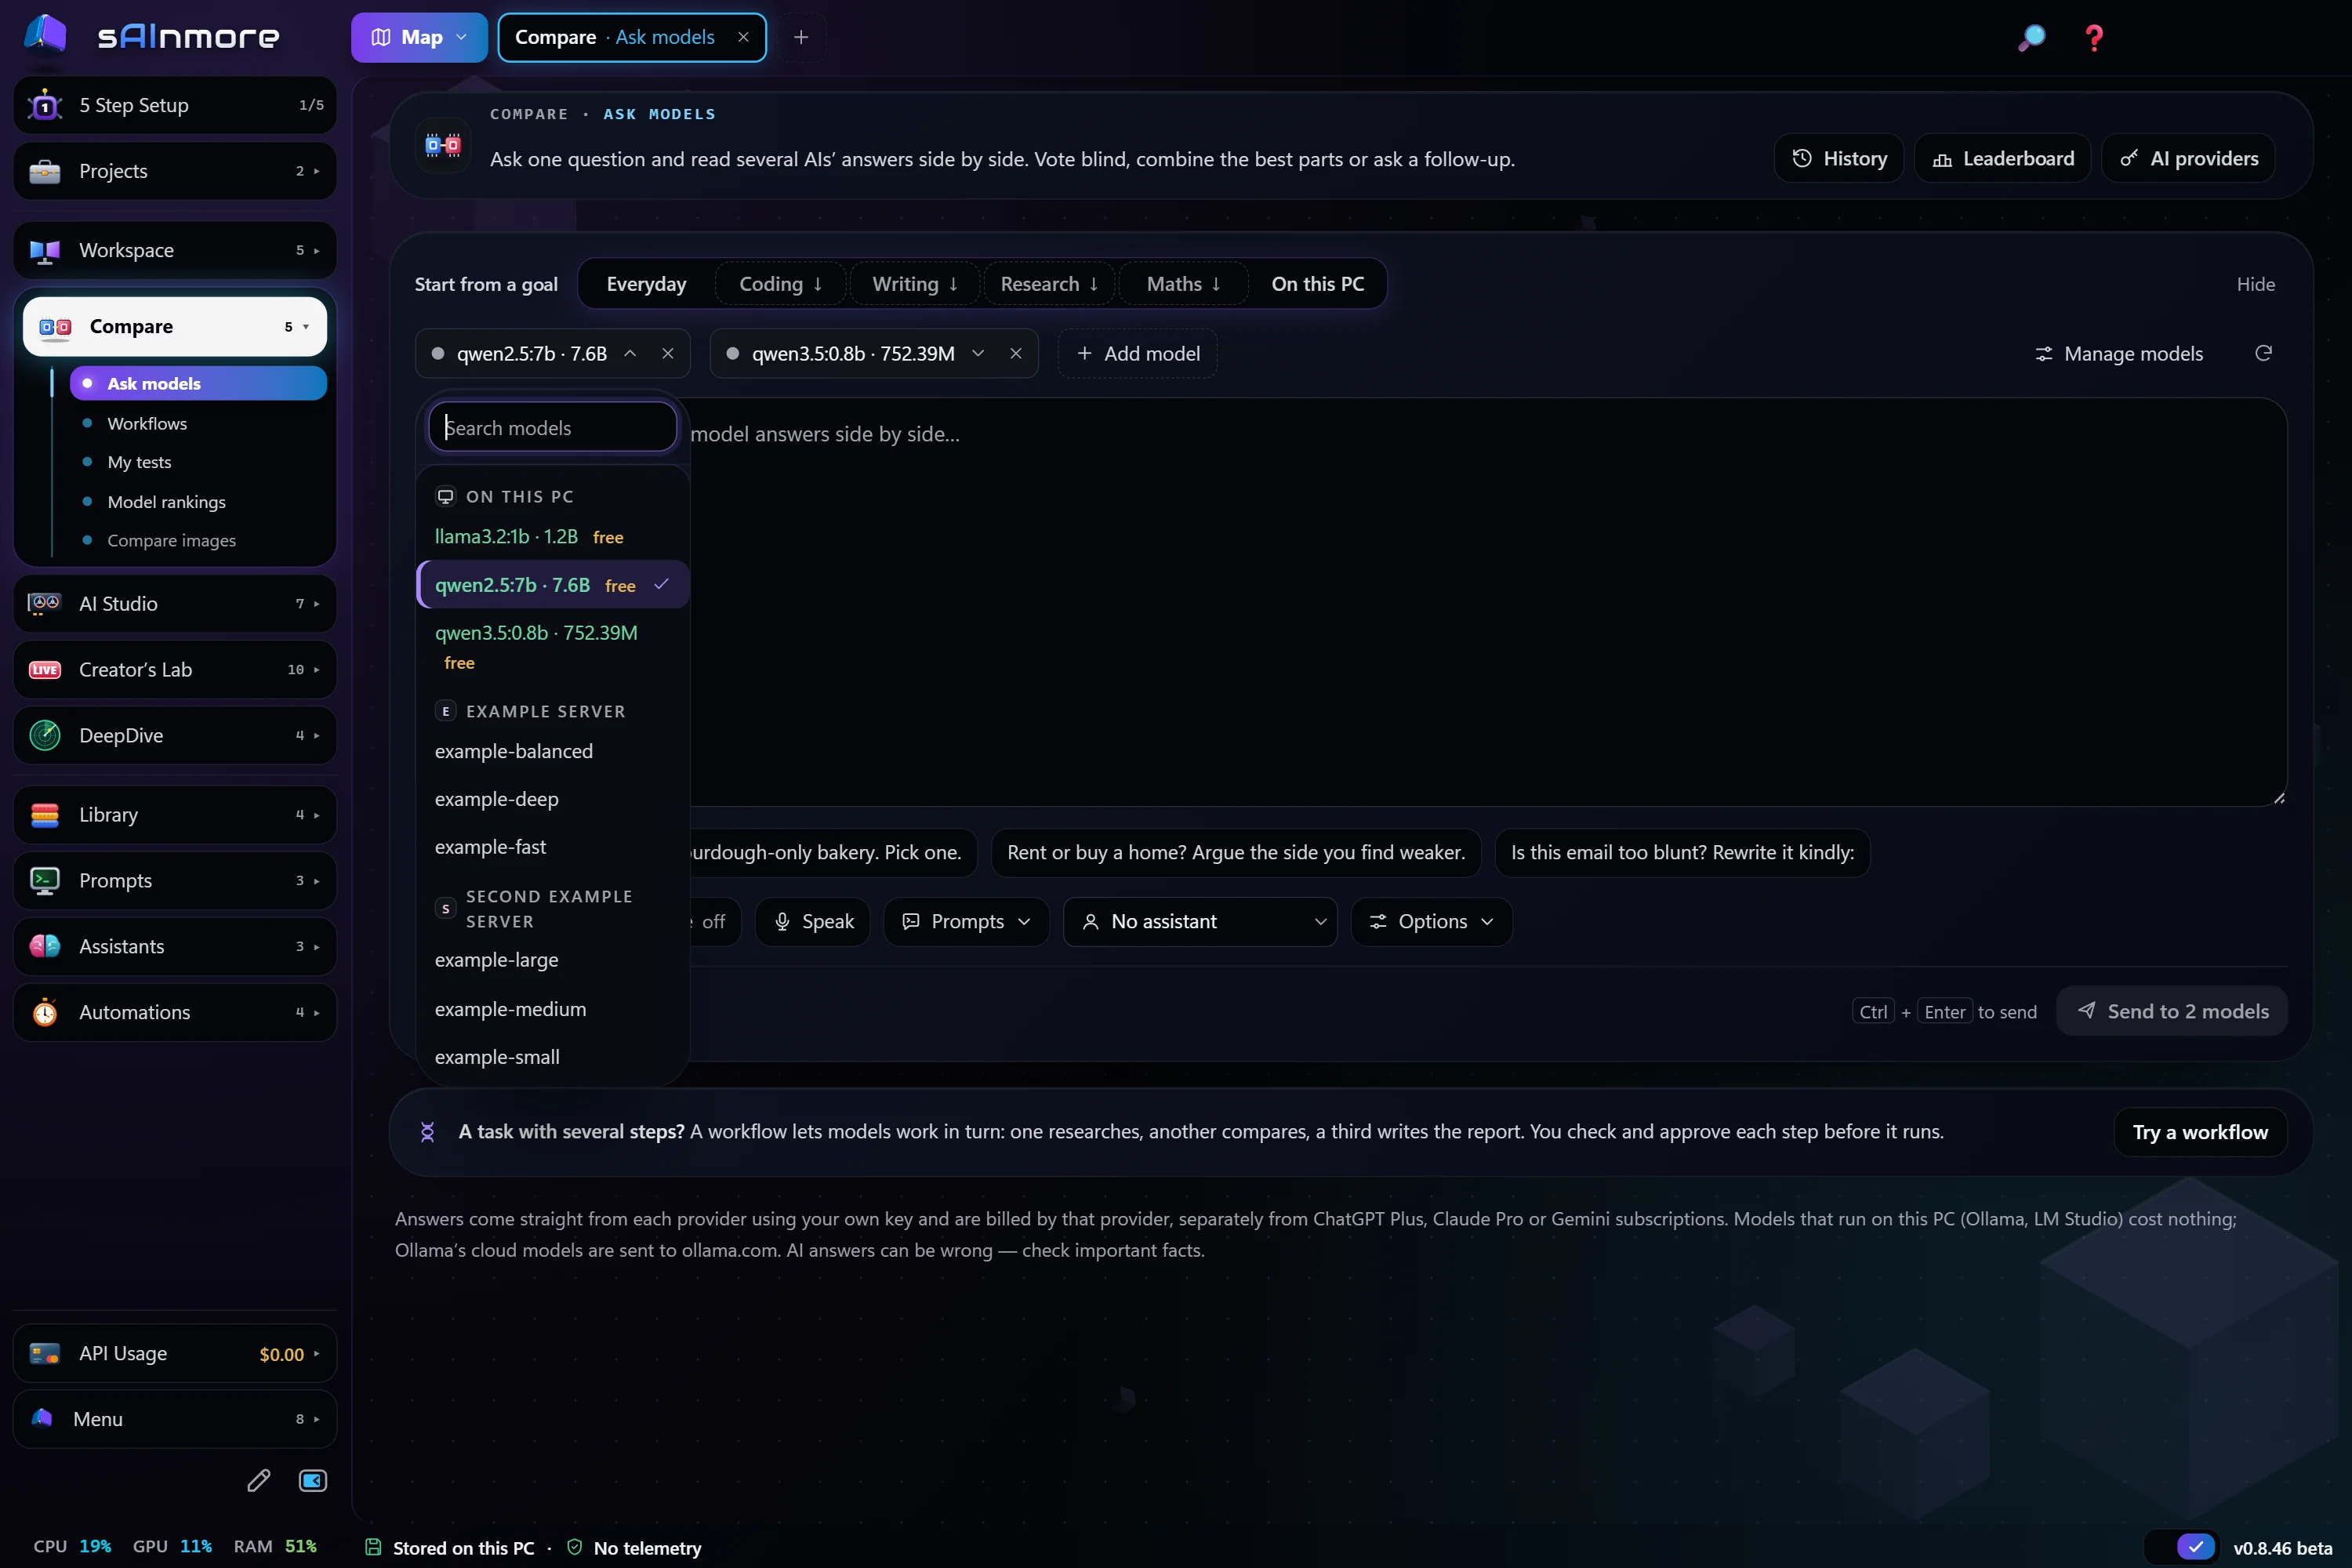 sAInmore
Map
Compare · Ask models
5 Step Setup 1/5
Projects 2
Workspace 5
Compare 5
Ask models
Workflows
My tests
Model rankings
Compare images
AI Studio 7
LIVE Creator's Lab 10
DeepDive 4
Library 4
Prompts 3
Assistants 3
Automations 4
API Usage $0.00
Menu 8
CPU 19% GPU 11% RAM 51%
COMPARE · ASK MODELS
Ask one question and read several AIs' answers side by side. Vote blind, combine the best parts or ask a follow-up.
History
Leaderboard
AI providers
Start from a goal
Everyday
Coding ↓
Writing ↓
Research ↓
Maths ↓
On this PC
Hide
qwen2.5:7b · 7.6B
qwen3.5:0.8b · 752.39M
+ Add model
Manage models
Search models
model answers side by side...
ON THIS PC
llama3.2:1b · 1.2B free
qwen2.5:7b · 7.6B free
qwen3.5:0.8b · 752.39M
free
E EXAMPLE SERVER
example-balanced
example-deep
example-fast
S SECOND EXAMPLE
SERVER
example-large
example-medium
example-small
urdough-only bakery. Pick one.
Rent or buy a home? Argue the side you find weaker.
Is this email too blunt? Rewrite it kindly:
off
Speak
Prompts
No assistant
Options
Ctrl + Enter to send
Send to 2 models
A task with several steps? A workflow lets models work in turn: one researches, another compares, a third writes the report. You check and approve each step before it runs.
Try a workflow
Answers come straight from each provider using your own key and are billed by that provider, separately from ChatGPT Plus, Claude Pro or Gemini subscriptions. Models that run on this PC (Ollama, LM Studio) cost nothing;
Ollama's cloud models are sent to ollama.com. AI answers can be wrong — check important facts.
Stored on this PC · No telemetry
v0.8.46 beta